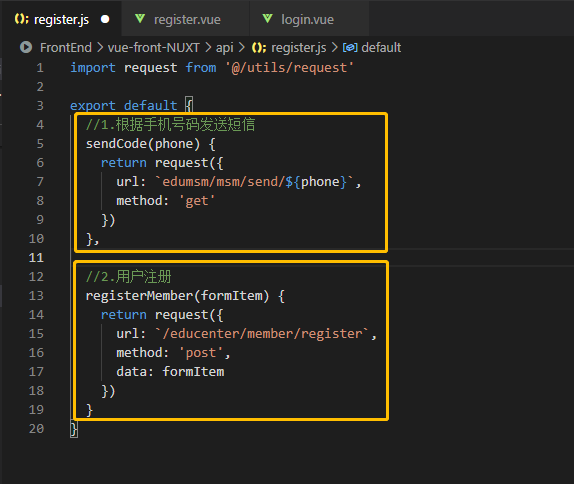 register.js
register.vue
login.vue
FrontEnd > vue-front-NUXT > api > register.js > default
1 import request from '@/utils/request'
2
3 export default {
4 //1.根据手机号码发送短信
5 sendCode(phone) {
6 return request({
7 url: `edumsm/msm/send/${phone}`,
8 method: 'get'
9 })
10 },
11
12 //2.用户注册
13 registerMember(formItem) {
14 return request({
15 url: `/educenter/member/register`,
16 method: 'post',
17 data: formItem
18 })
19 }
20 }